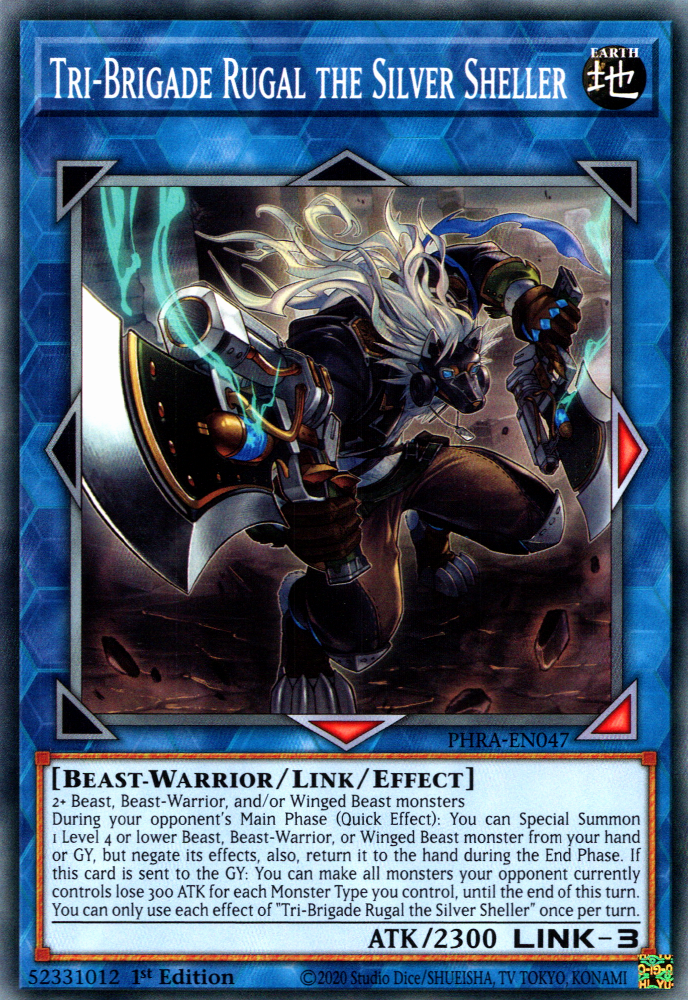 TRI-BRIGADE RUGAL THE SILVER SHELLER
EARTH
地
PHRA-EN047
[BEAST-WARRIOR/LINK/EFFECT]
2+ Beast, Beast-Warrior, and/or Winged Beast monsters
During your opponent's Main Phase (Quick Effect): You can Special Summon
1 Level 4 or lower Beast, Beast-Warrior, or Winged Beast monster from your hand
or GY, but negate its effects, also, return it to the hand during the End Phase. If
this card is sent to the GY: You can make all monsters your opponent currently
controls lose 300 ATK for each Monster Type you control, until the end of this turn.
You can only use each effect of "Tri-Brigade Rugal the Silver Sheller" once per turn.
ATK/2300 LINK-3
52331012 1st Edition ©2020 Studio Dice/SHUEISHA, TV TOKYO, KONAMI